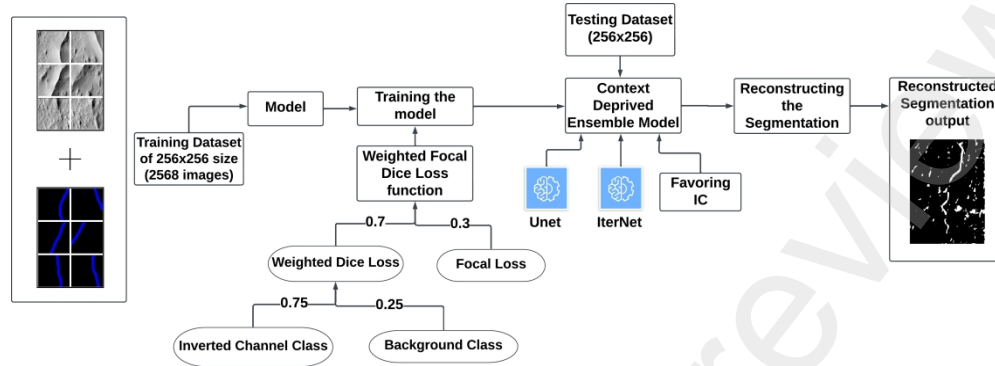 Testing Dataset
(256x256)
Model
Training the
model
Context
Deprived
Ensemble Model
Reconstructing
the
Segmentation
Reconstructed
Segmentation
output
Training Dataset
of 256x256 size
(2568 images)
Weighted Focal
Dice Loss
function
Unet
IterNet
Favoring
IC
0.7
0.3
Weighted Dice Loss
Focal Loss
0.75
0.25
Inverted Channel Class
Background Class
review